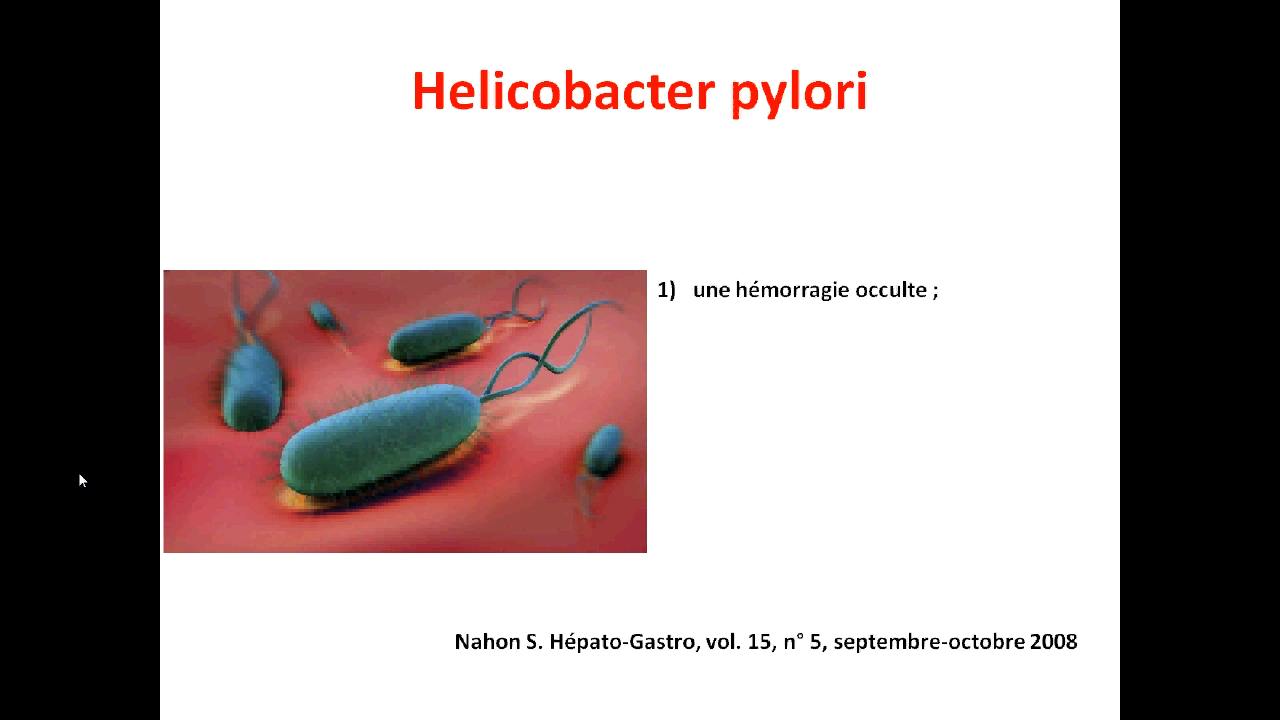 Helicobacter pylori
1) une hémorragie occulte ;
Nahon S. Hépato-Gastro, vol. 15, n° 5, septembre-octobre 2008